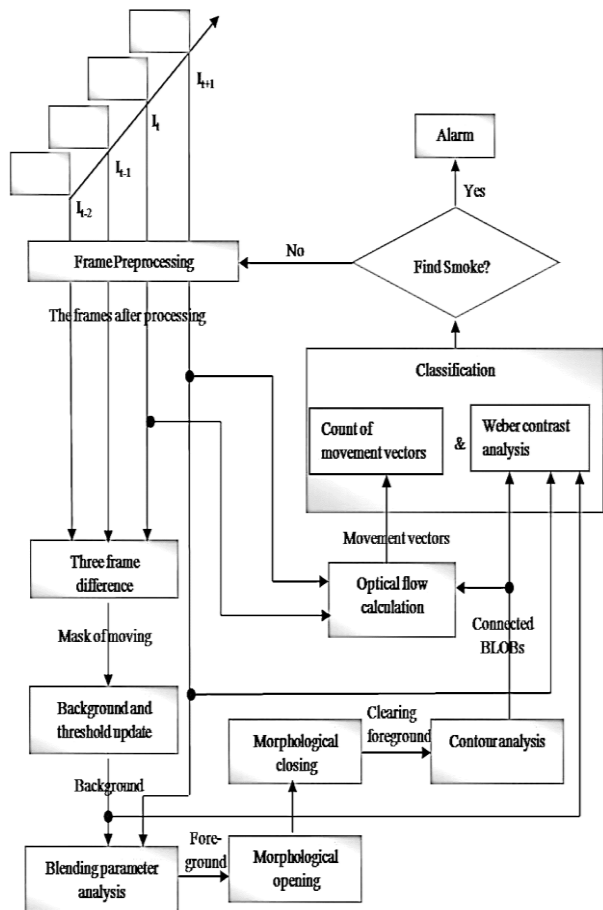 I_{t+1}
I_t
I_{t-1}
I_{t-2}
Alarm
Yes
Frame Preprocessing
No
Find Smoke?
The frames after processing
Classification
Count of
movement vectors
&
Weber contrast
analysis
Movement vectors
Three frame
difference
Optical flow
calculation
Mask of moving
Connected
BLOBs
Background and
threshold update
Clearing
foreground
Morphological
closing
Contour analysis
Background
Fore-
ground
Blending parameter
analysis
Morphological
opening